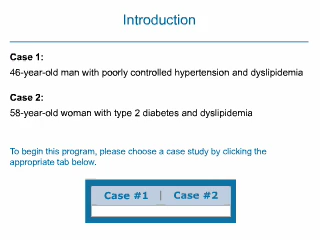 Introduction
Case 1:
46-year-old man with poorly controlled hypertension and dyslipidemia
Case 2:
58-year-old woman with type 2 diabetes and dyslipidemia
To begin this program, please choose a case study by clicking the
appropriate tab below.
Case #1 | Case #2